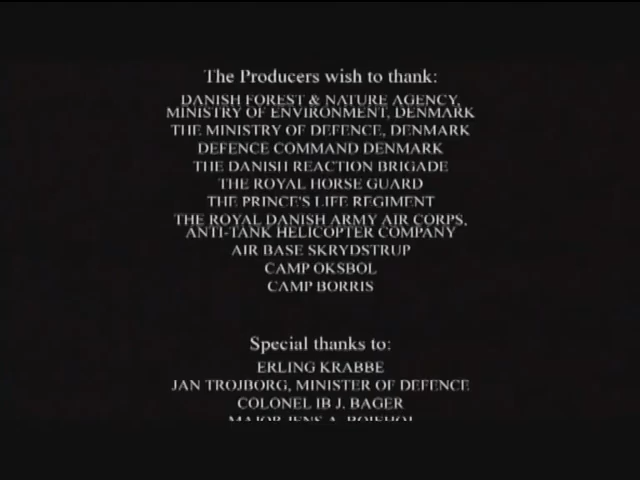 The Producers wish to thank:
DANISH FOREST & NATURE AGENCY,
MINISTRY OF ENVIRONMENT, DENMARK
THE MINISTRY OF DEFENCE, DENMARK
DEFENCE COMMAND DENMARK
THE DANISH REACTION BRIGADE
THE ROYAL HORSE GUARD
THE PRINCE'S LIFE REGIMENT
THE ROYAL DANISH ARMY AIR CORPS,
ANTI-TANK HELICOPTER COMPANY
AIR BASE SKRYDSTRUP
CAMP OKSBOL
CAMP BORRIS
Special thanks to:
ERLING KRABBE
JAN TROJBORG, MINISTER OF DEFENCE
COLONEL IB J. BAGER
MAJOR JENS A.